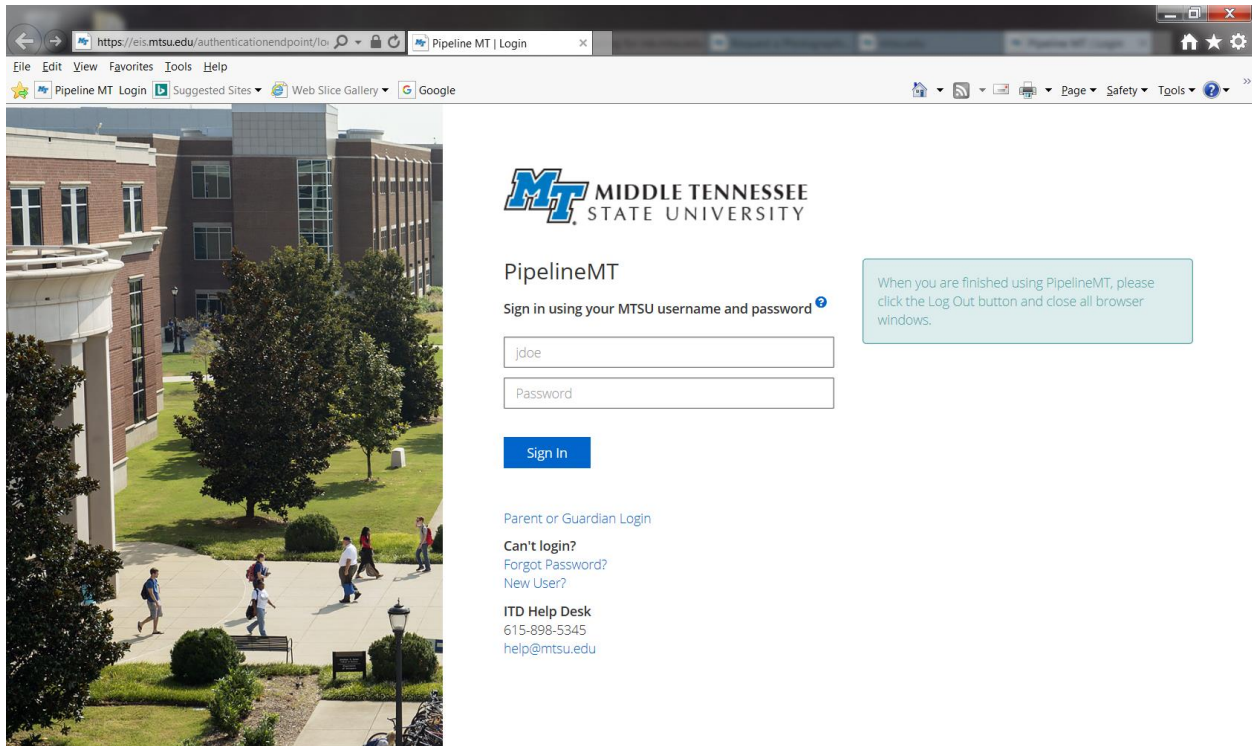 https://eis.mtsu.edu/authenticationendpoint/lo
Pipeline MT | Login
File Edit View Favorites Tools Help
Pipeline MT Login Suggested Sites Web Slice Gallery G Google
Page Safety Tools
MT MIDDLE TENNESSEE
STATE UNIVERSITY
PipelineMT
Sign in using your MTSU username and password
jdoe
Password
Sign In
When you are finished using PipelineMT, please
click the Log Out button and close all browser
windows.
Parent or Guardian Login
Can't login?
Forgot Password?
New User?
ITD Help Desk
615-898-5345
help@mtsu.edu